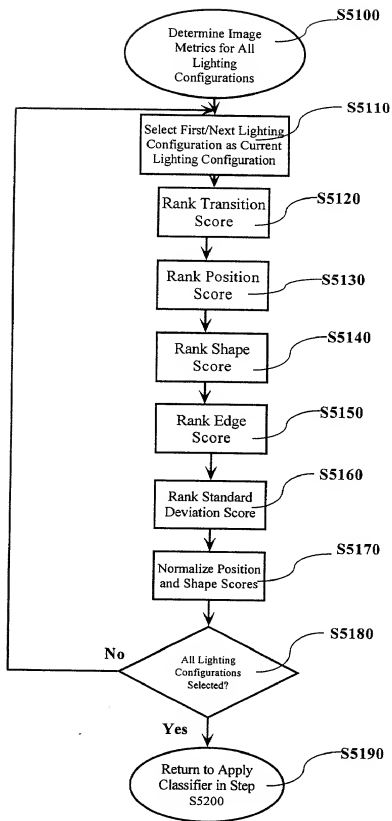 S5100
Determine Image
Metrics for All
Lighting
Configurations
S5110
Select First/Next Lighting
Configuration as Current
Lighting Configuration
S5120
Rank Transition
Score
S5130
Rank Position
Score
S5140
Rank Shape
Score
S5150
Rank Edge
Score
S5160
Rank Standard
Deviation Score
S5170
Normalize Position
and Shape Scores
S5180
No
All Lighting
Configurations
Selected?
Yes
S5190
Return to Apply
Classifier in Step
S5200